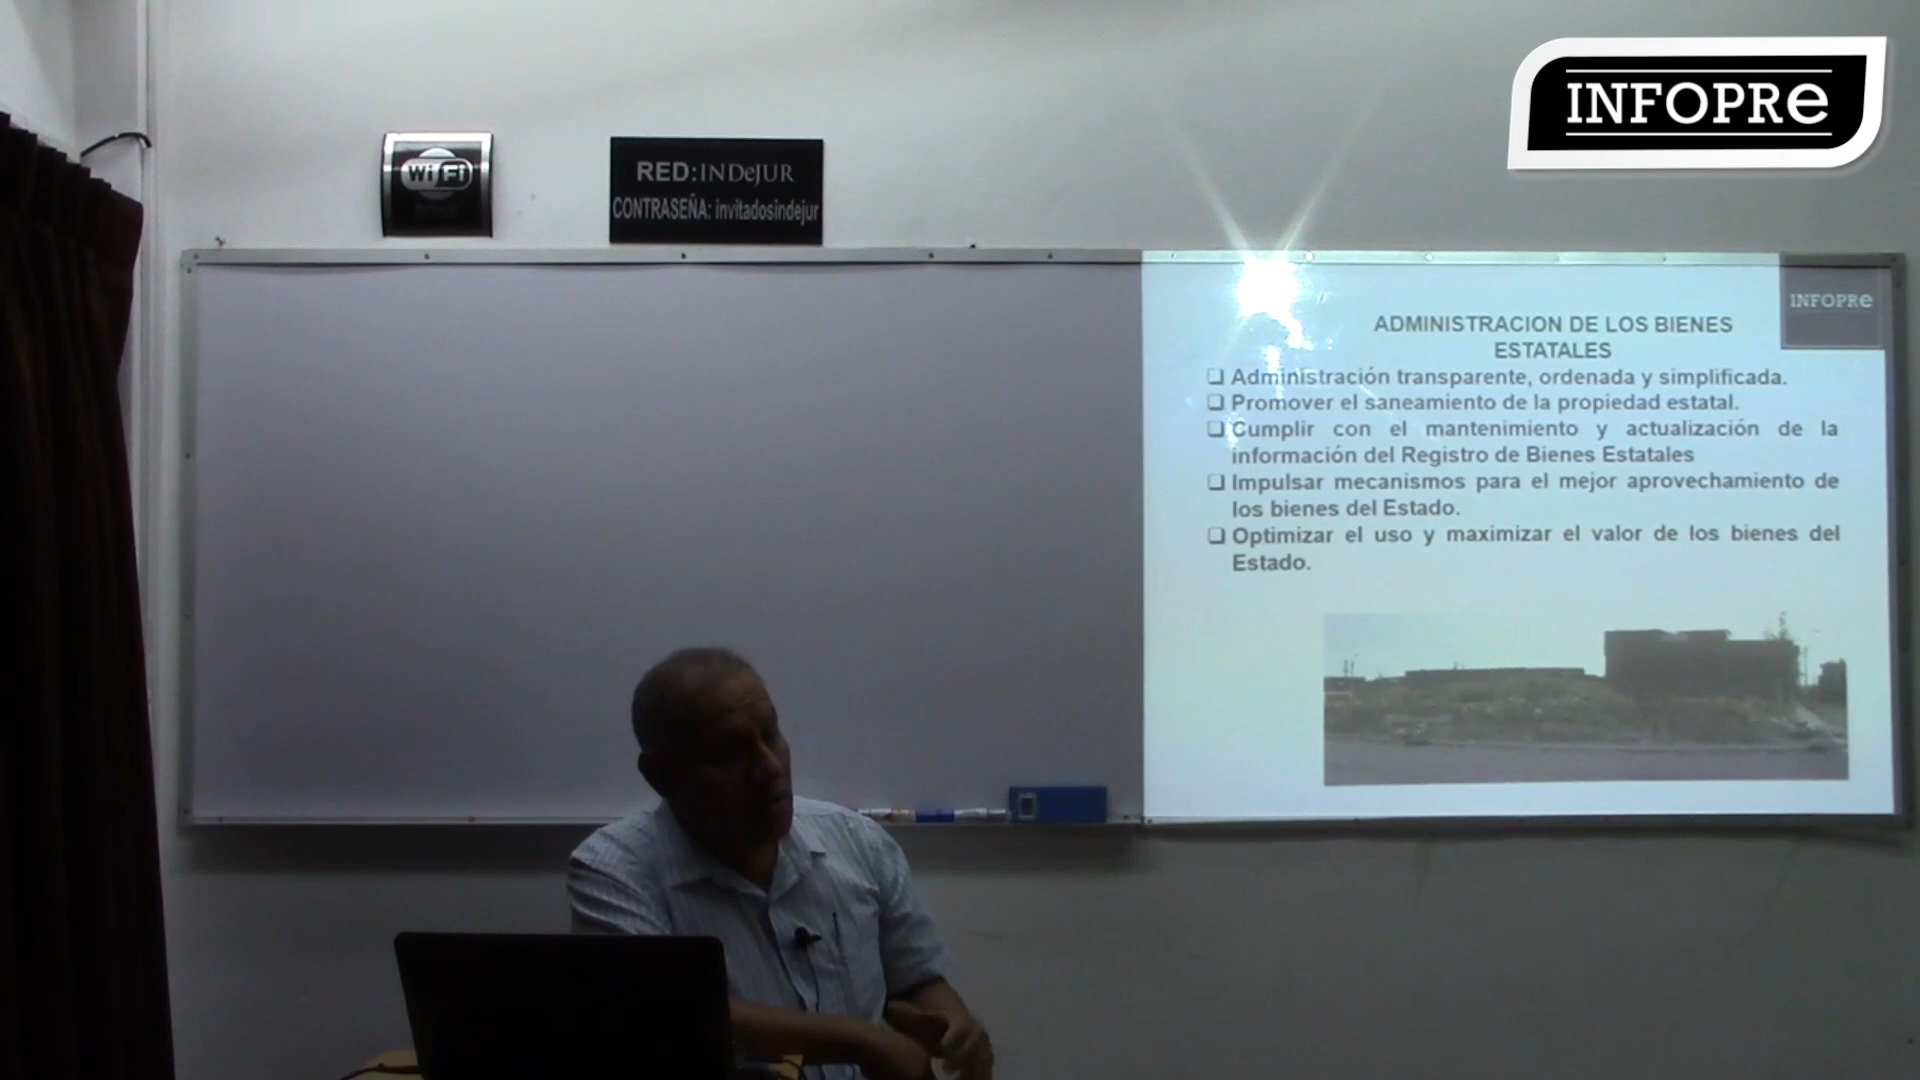 INFOPRe
Wi Fi
RED:INDeJUR
CONTRASEÑA: invitadosindejur
INFOPRe
ADMINISTRACION DE LOS BIENES
ESTATALES
❑ Administración transparente, ordenada y simplificada.
❑ Promover el saneamiento de la propiedad estatal.
❑ Cumplir con el mantenimiento y actualización de la
información del Registro de Bienes Estatales
❑ Impulsar mecanismos para el mejor aprovechamiento de
los bienes del Estado.
❑ Optimizar el uso y maximizar el valor de los bienes del
Estado.